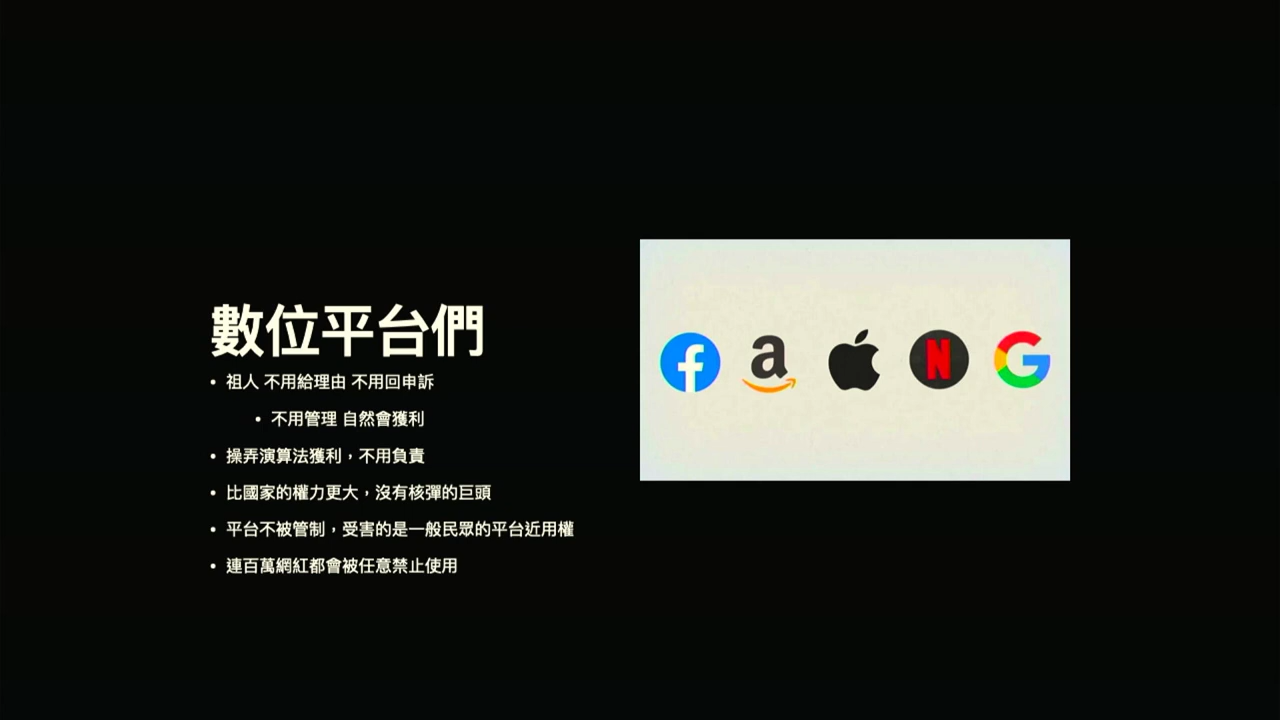 數位平台們
• 祖人 不用給理由 不用回申訴
• 不用管理 自然會獲利
• 操弄演算法獲利，不用負責
• 比國家的權力更大，沒有核彈的巨頭
• 平台不被管制，受害的是一般民眾的平台近用權
• 連百萬網紅都會被任意禁止使用
f a N G